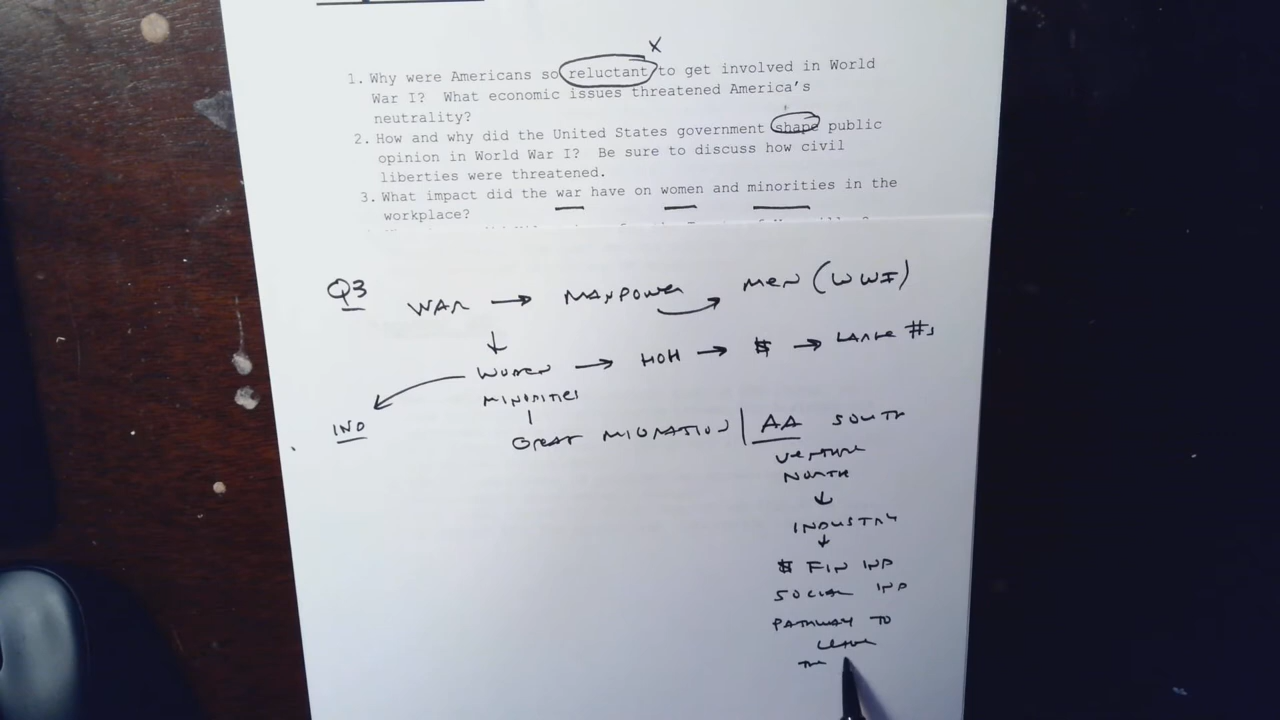 x
1. Why were Americans so reluctant to get involved in World
War I? What economic issues threatened America's
neutrality?
2. How and why did the United States government shape public
opinion in World War I? Be sure to discuss how civil
liberties were threatened.
3. What impact did the war have on women and minorities in the
workplace?
Q3 WAR → MANPOWER MEN (WWI)
WOMEN → HOH → $ → LARGE #s
MINORITIES
IND
GREAT MIGRATION | AA SOUTH
VENTURE
NORTH
INDUSTRY
$ FIN IND
SOCIAL IND
PATHWAY TO
LEAVE
THE